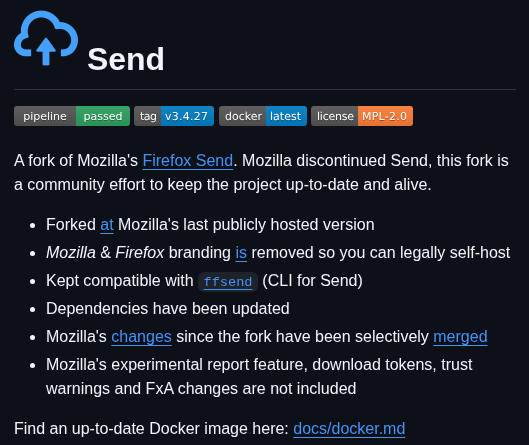 Send
pipeline passed tag v3.4.27 docker latest license MPL-2.0
A fork of Mozilla's Firefox Send. Mozilla discontinued Send, this fork is
a community effort to keep the project up-to-date and alive.
• Forked at Mozilla's last publicly hosted version
• Mozilla & Firefox branding is removed so you can legally self-host
• Kept compatible with ffsend (CLI for Send)
• Dependencies have been updated
• Mozilla's changes since the fork have been selectively merged
• Mozilla's experimental report feature, download tokens, trust
warnings and FxA changes are not included
Find an up-to-date Docker image here: docs/docker.md